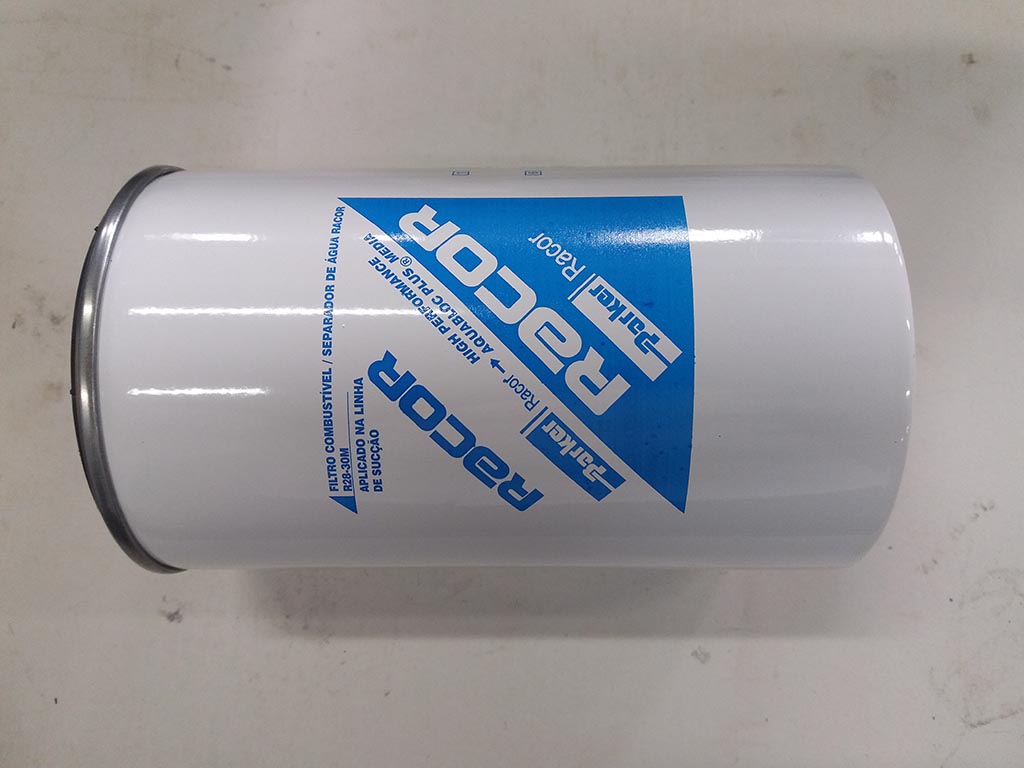 FILTRO COMBUSTÍVEL / SEPARADOR DE ÁGUA RACOR
R28-30M
APLICADO NA LINHA
DE SUCÇÃO
RACOR
HIGH PERFORMANCE
AQUABLOC PLUS® MEDIA
Parker | Racor
RACOR
Parker | Racor